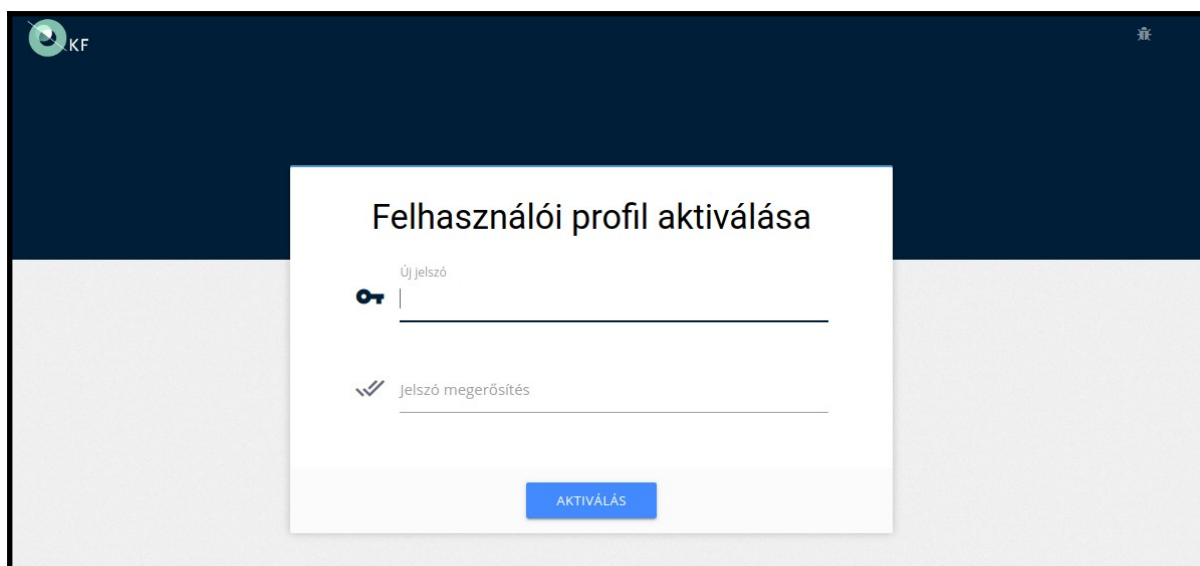 KF
Felhasználói profil aktiválása
Új jelszó
Jelszó megerősítés
AKTIVÁLÁS